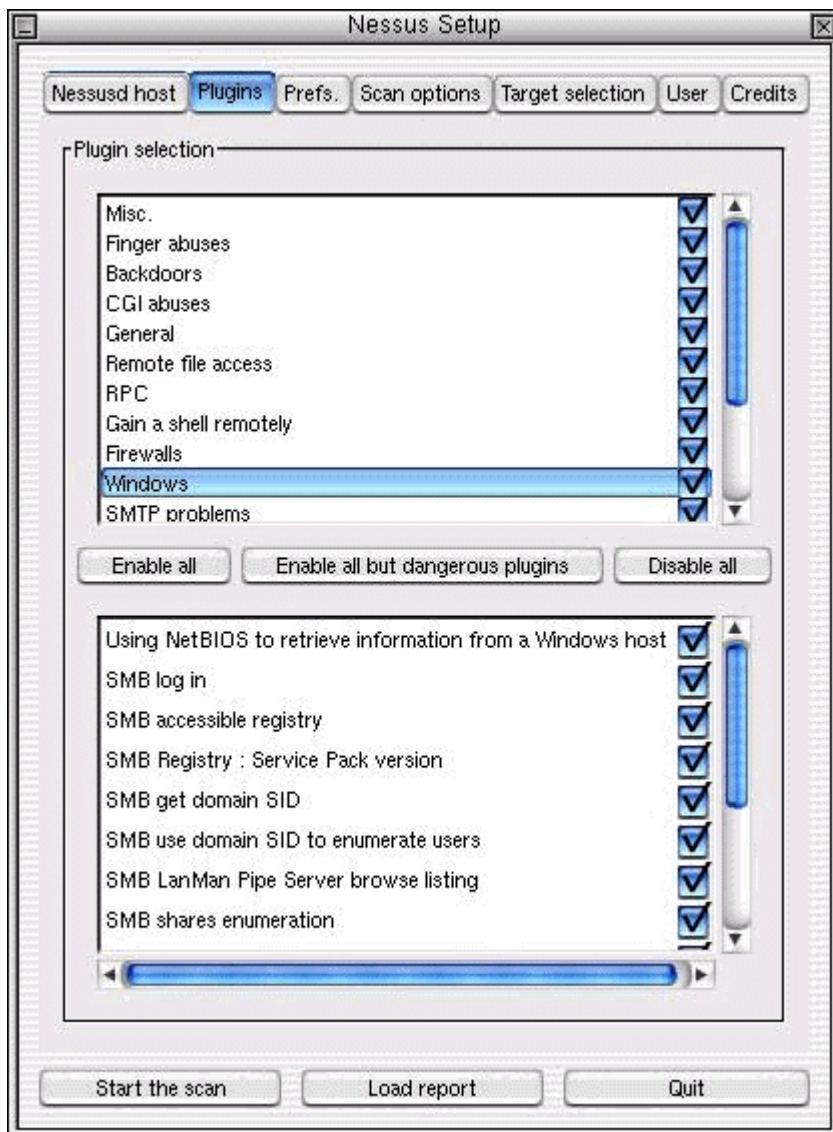 Nessus Setup
Nessusd host Plugins Prefs. Scan options Target selection User Credits
Plugin selection
Misc.
Finger abuses
Backdoors
CGI abuses
General
Remote file access
RPC
Gain a shell remotely
Firewalls
Windows
SMTP problems
Enable all Enable all but dangerous plugins Disable all
Using NetBIOS to retrieve information from a Windows host
SMB log in
SMB accessible registry
SMB Registry : Service Pack version
SMB get domain SID
SMB use domain SID to enumerate users
SMB LanMan Pipe Server browse listing
SMB shares enumeration
Start the scan Load report Quit